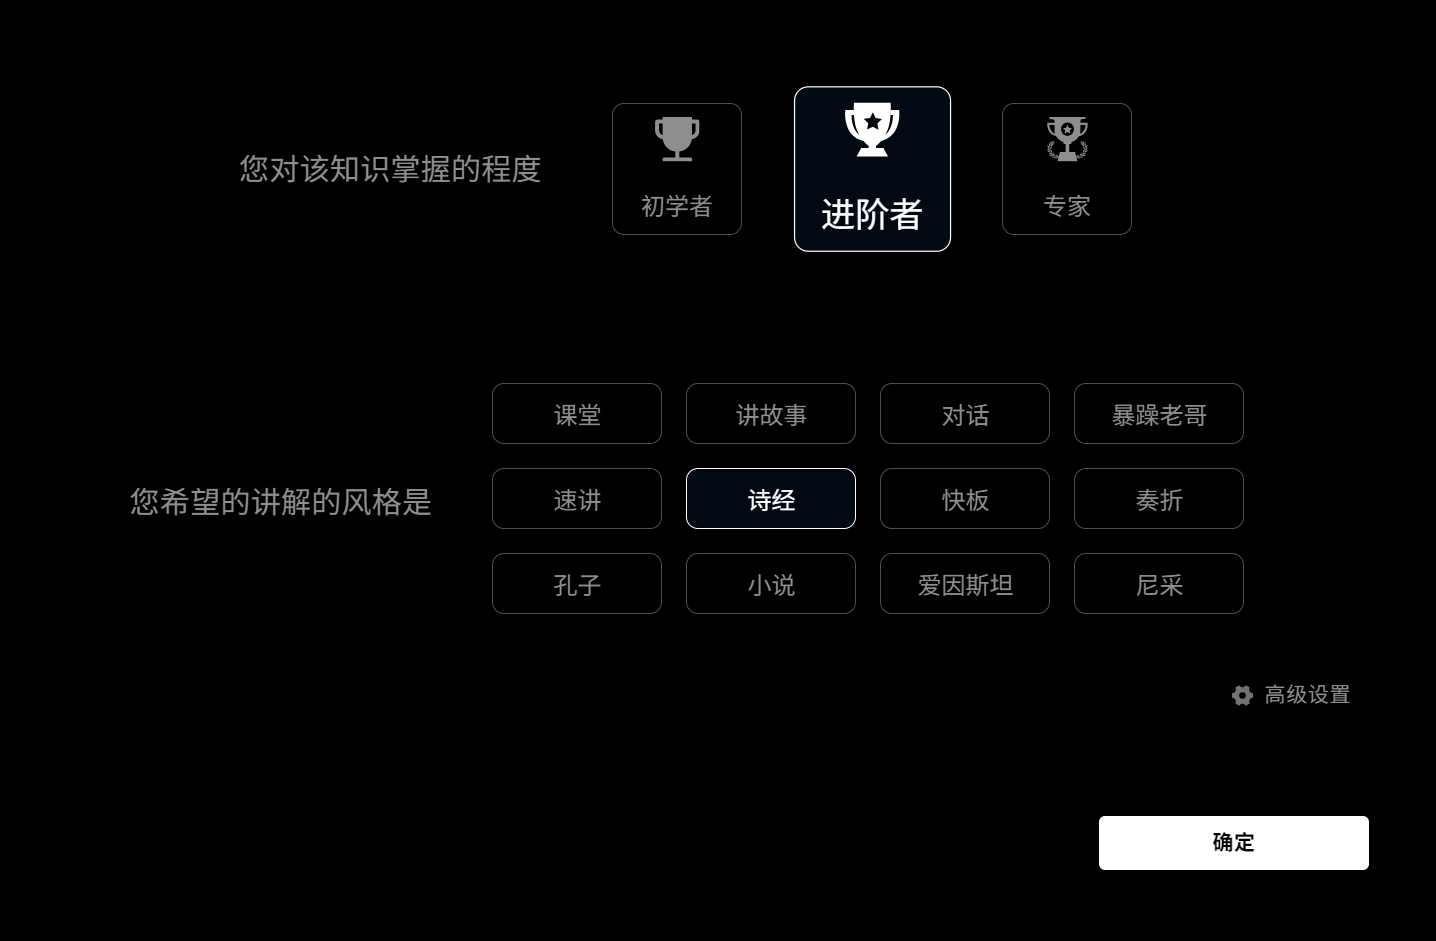 您对该知识掌握的程度
初学者
进阶者
专家
您希望的讲解的风格是
课堂
讲故事
对话
暴躁老哥
速讲
诗经
快板
奏折
孔子
小说
爱因斯坦
尼采
高级设置
确定